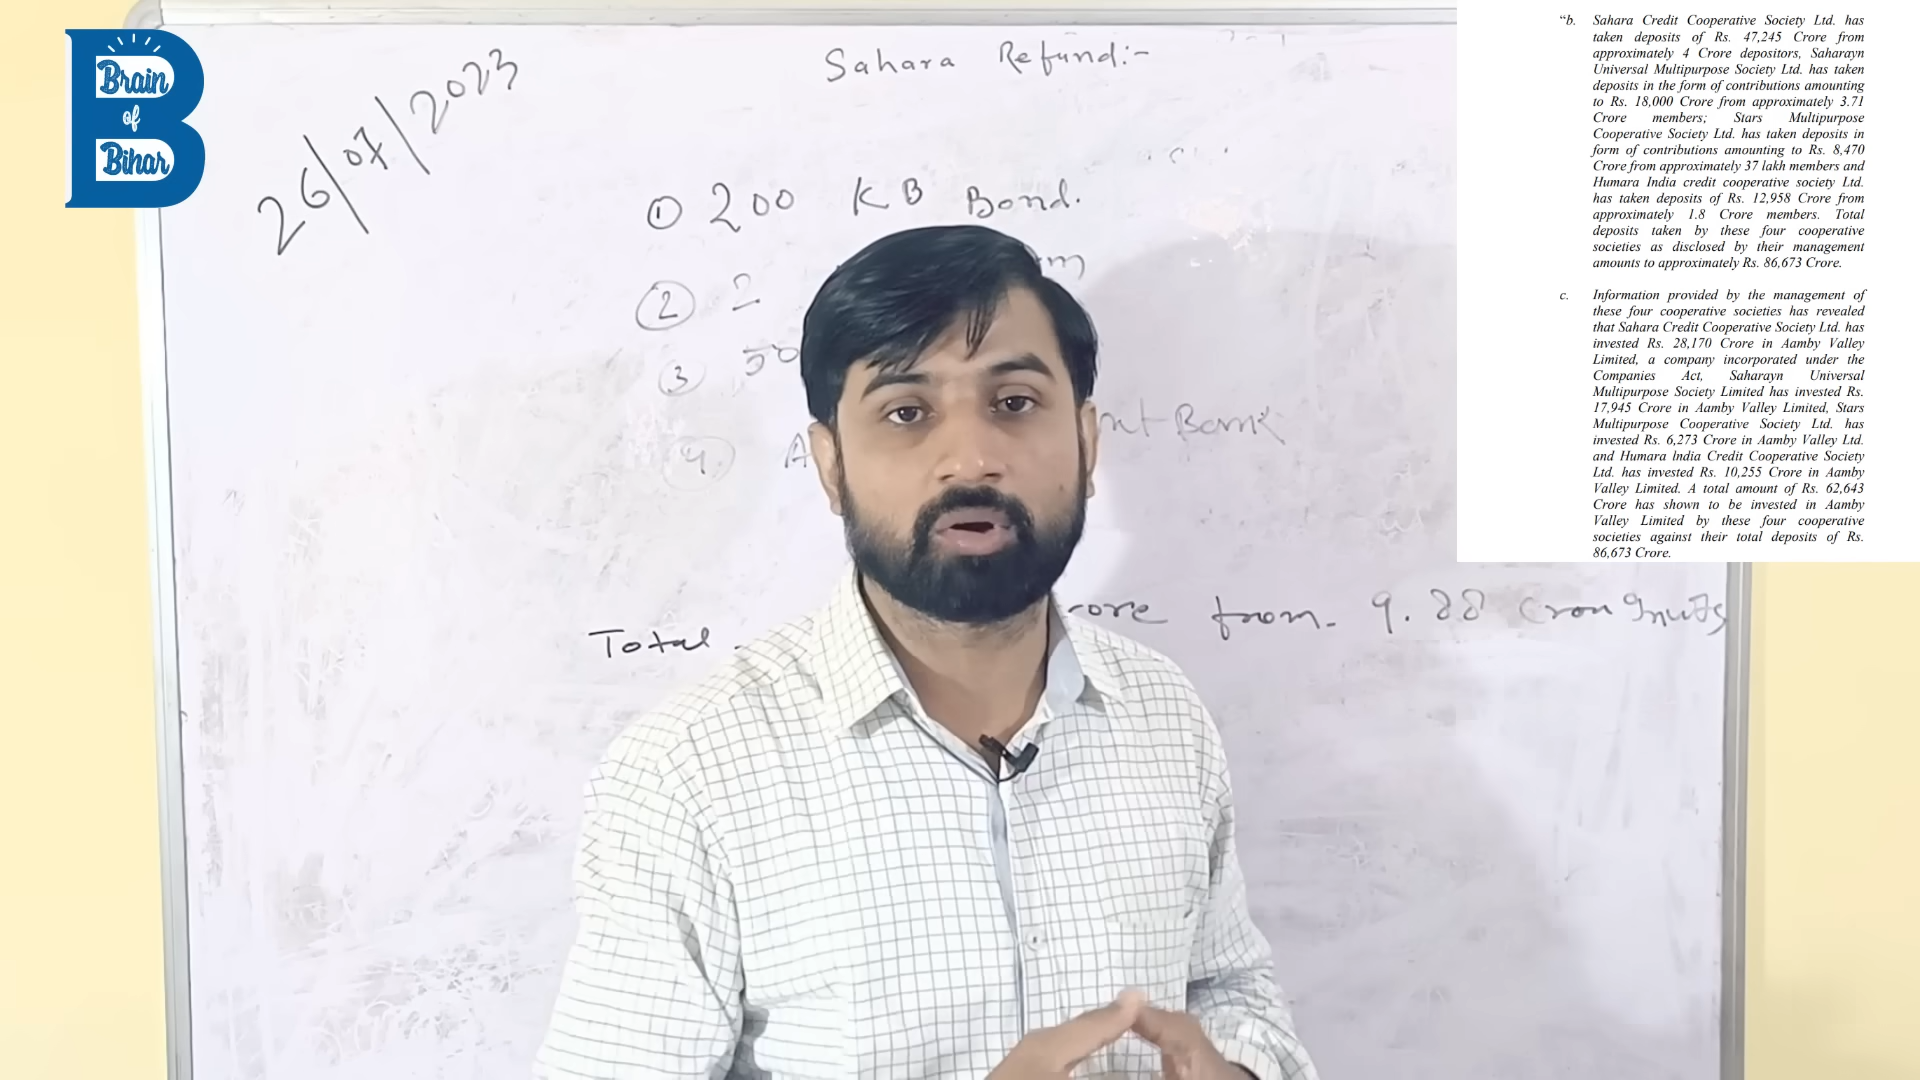 Brain
of
Bihar
26/07/2023
Sahara Refund:-
① 200 KB Bond.
②
③ 50
Bank
Total
core from 9.88
“b. Sahara Credit Cooperative Society Ltd. has
taken deposits of Rs. 47,245 Crore from
approximately 4 Crore depositors, Saharayn
Universal Multipurpose Society Ltd. has taken
deposits in the form of contributions amounting
to Rs. 18,000 Crore from approximately 3.71
Crore members; Stars Multipurpose
Cooperative Society Ltd. has taken deposits in
form of contributions amounting to Rs. 8,470
Crore from approximately 37 lakh members and
Humara India credit cooperative society Ltd.
has taken deposits of Rs. 12,958 Crore from
approximately 1.8 Crore members. Total
deposits taken by these four cooperative
societies as disclosed by their management
amounts to approximately Rs. 86,673 Crore.
c. Information provided by the management of
these four cooperative societies has revealed
that Sahara Credit Cooperative Society Ltd. has
invested Rs. 28,170 Crore in Aamby Valley
Limited, a company incorporated under the
Companies Act, Saharayn Universal
Multipurpose Society Limited has invested Rs.
17,945 Crore in Aamby Valley Limited, Stars
Multipurpose Cooperative Society Ltd. has
invested Rs. 6,273 Crore in Aamby Valley Ltd.
and Humara India Credit Cooperative Society
Ltd. has invested Rs. 10,255 Crore in Aamby
Valley Limited. A total amount of Rs. 62,643
Crore has shown to be invested in Aamby
Valley Limited by these four cooperative
societies against their total deposits of Rs.
86,673 Crore.